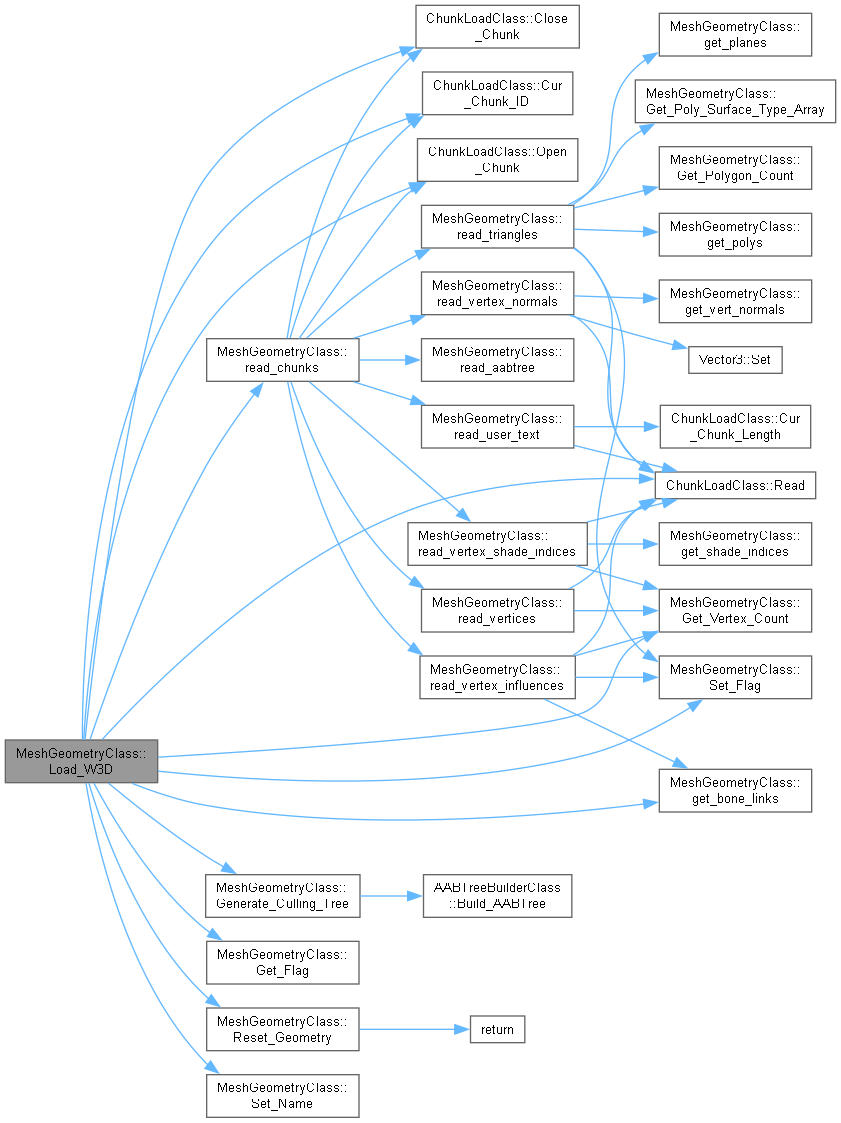 ChunkLoadClass::Close
_Chunk
MeshGeometryClass::
get_planes
ChunkLoadClass::Cur
_Chunk_ID
MeshGeometryClass::
Get_Poly_Surface_Type_Array
ChunkLoadClass::Open
_Chunk
MeshGeometryClass::
Get_Polygon_Count
MeshGeometryClass::
read_triangles
MeshGeometryClass::
get_polys
MeshGeometryClass::
read_vertex_normals
MeshGeometryClass::
get_vert_normals
MeshGeometryClass::
read_chunks
MeshGeometryClass::
read_aabtree
Vector3::Set
MeshGeometryClass::
read_user_text
ChunkLoadClass::Cur
_Chunk_Length
ChunkLoadClass::Read
MeshGeometryClass::
read_vertex_shade_indices
MeshGeometryClass::
get_shade_indices
MeshGeometryClass::
read_vertices
MeshGeometryClass::
Get_Vertex_Count
MeshGeometryClass::
read_vertex_influences
MeshGeometryClass::
Set_Flag
MeshGeometryClass::
Load_W3D
MeshGeometryClass::
get_bone_links
MeshGeometryClass::
Generate_Culling_Tree
AABTreeBuilderClass
::Build_AABTree
MeshGeometryClass::
Get_Flag
MeshGeometryClass::
Reset_Geometry
return
MeshGeometryClass::
Set_Name